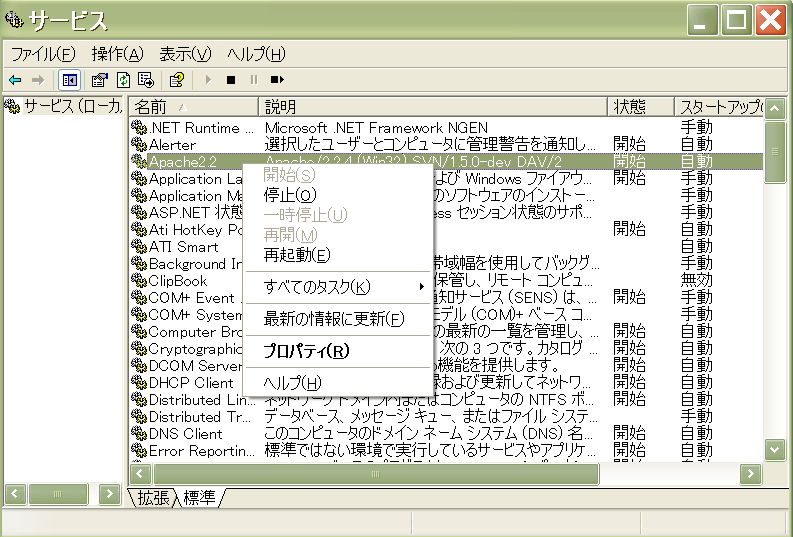 サービス
ファイル(F) 操作(A) 表示(V) ヘルプ(H)
サービス (ローカ
名前 説明 状態 スタートアップ
.NET Runtime ... Microsoft .NET Framework NGEN 手動
Alerter 選択したユーザーとコンピュータに管理警告を通知し... 開始 自動
Apache2.2 Apache/2.2.4 (Win32) SVN/1.5.0-dev DAV/2 開始 自動
Application La および Windows ファイアウ... 開始 手動
Application Ma のソフトウェアのインストー... 手動
ASP.NET 状態 ess セッション状態のサポ... 手動
Ati HotKey Po 開始 自動
ATI Smart 自動
Background In 帯域幅を使用してバックグ... 手動
ClipBook 保管し、リモート コンピュ... 無効
COM+ Event 通知サービス (SENS) は、... 開始 手動
COM+ System モデル (COM)+ ベース コ... 手動
Computer Bro の最新の一覧を管理し、... 開始 自動
Cryptographic 次の 3 つです。カタログ ... 開始 自動
DCOM Server の機能を提供します。 開始 自動
DHCP Client および更新してネットワ... 開始 自動
Distributed Lin... ネットワーク ドメイン内またはコンピュータの NTFS ボ... 開始 自動
Distributed Tr... データベース、メッセージ キュー、またはファイル システ... 手動
DNS Client このコンピュータのドメイン ネーム システム (DNS) 名... 開始 自動
Error Reportin... 標準ではない環境で実行しているサービスやアプリケ... 開始 自動
開始(S)
停止(O)
一時停止(U)
再開(M)
再起動(E)
すべてのタスク(K)
最新の情報に更新(F)
プロパティ(R)
ヘルプ(H)
拡張 標準